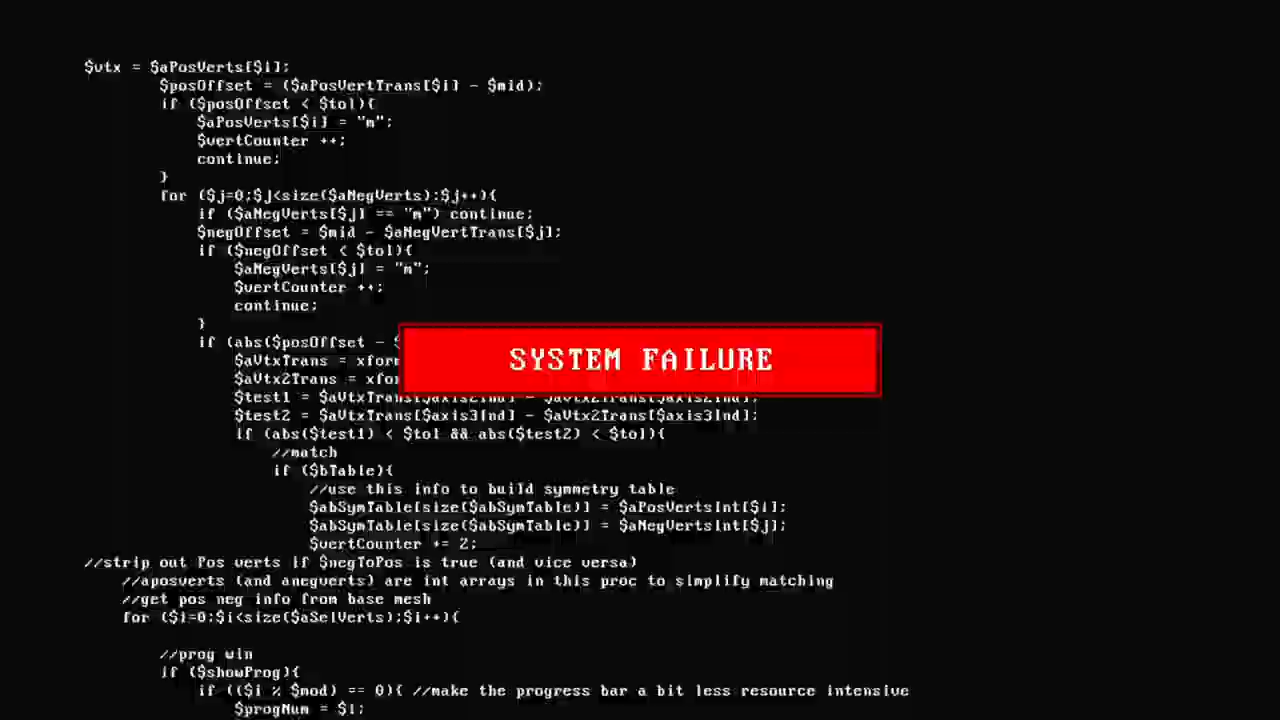 $vtx = $aPosVerts[$i];
$posOffset = ($aPosVertTrans[$i] - $mid);
if ($posOffset < $tol){
$aPosVerts[$i] = "m";
$vertCounter ++;
continue;
}
for ($j=0;$j<size($aNegVerts);$j++){
if ($aNegVerts[$j] == "m") continue;
$negOffset = $mid - $aNegVertTrans[$j];
if ($negOffset < $tol){
$aNegVerts[$j] = "m";
$vertCounter ++;
continue;
}
if (abs($posOffset - $
$aVtxTrans = xform
SYSTEM FAILURE
$aVtx2Trans = xfor
$test1 = $aVtxTrans[$axis2Ind] - $aVtx2Trans[$axis2Ind];
$test2 = $aVtxTrans[$axis3Ind] - $aVtx2Trans[$axis3Ind];
if (abs($test1) < $tol && abs($test2) < $tol){
//match
if ($bTable){
//use this info to build symmetry table
$abSymTable[size($abSymTable)] = $aPosVertsInt[$i];
$abSymTable[size($abSymTable)] = $aNegVertsInt[$j];
$vertCounter += 2;
//strip out Pos verts if $negToPos is true (and vice versa)
//aposverts (and anegverts) are int arrays in this proc to simplify matching
//get pos neg info from base mesh
for ($i=0;$i<size($aSelVerts);$i++){
//prog win
if ($showProg){
if (($i % $mod) == 0){ //make the progress bar a bit less resource intensive
$progNum = $i;